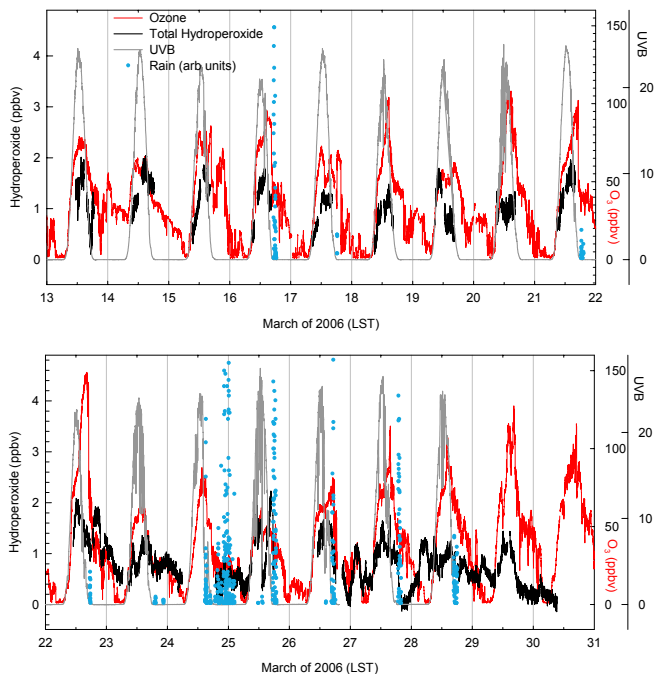 Ozone
Total Hydroperoxide
UVB
Rain (arb units)
Hydroperoxide (ppbv)
4
3
2
1
0
150
100
50
0
O3 (ppbv)
UVB
20
10
0
13 14 15 16 17 18 19 20 21 22
March of 2006 (LST)
Hydroperoxide (ppbv)
4
3
2
1
0
150
100
50
0
O3 (ppbv)
UVB
20
10
0
22 23 24 25 26 27 28 29 30 31
March of 2006 (LST)